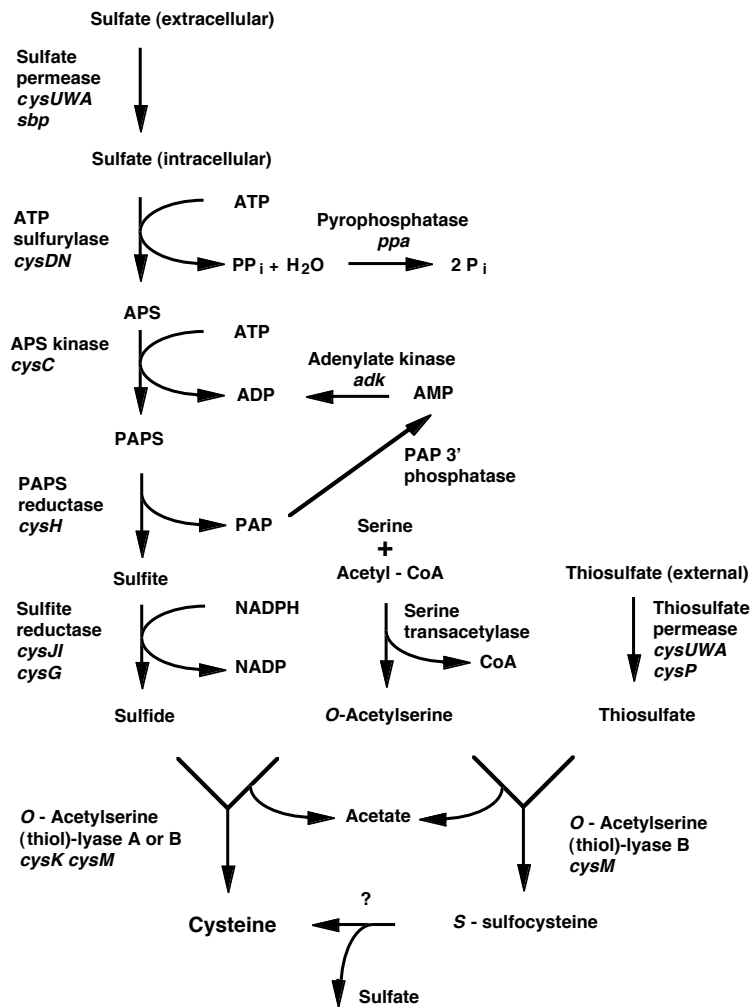 Sulfate (extracellular)
Sulfate
permease
cysUWA
sbp
Sulfate (intracellular)
ATP
ATP
sulfurylase
cysDN
PPi + H2O
Pyrophosphatase
ppa
2 Pi
APS
APS kinase
cysC
ATP
ADP
Adenylate kinase
adk
AMP
PAPS
PAP 3’
phosphatase
PAPS
reductase
cysH
PAP
Serine
+
Acetyl - CoA
Sulfite
Thiosulfate (external)
Sulfite
reductase
cysJI
cysG
NADPH
NADP
Serine
transacetylase
CoA
Thiosulfate
permease
cysUWA
cysP
Sulfide
O-Acetylserine
Thiosulfate
O - Acetylserine
(thiol)-lyase A or B
cysK cysM
Acetate
O - Acetylserine
(thiol)-lyase B
cysM
?
Cysteine
S - sulfocysteine
Sulfate